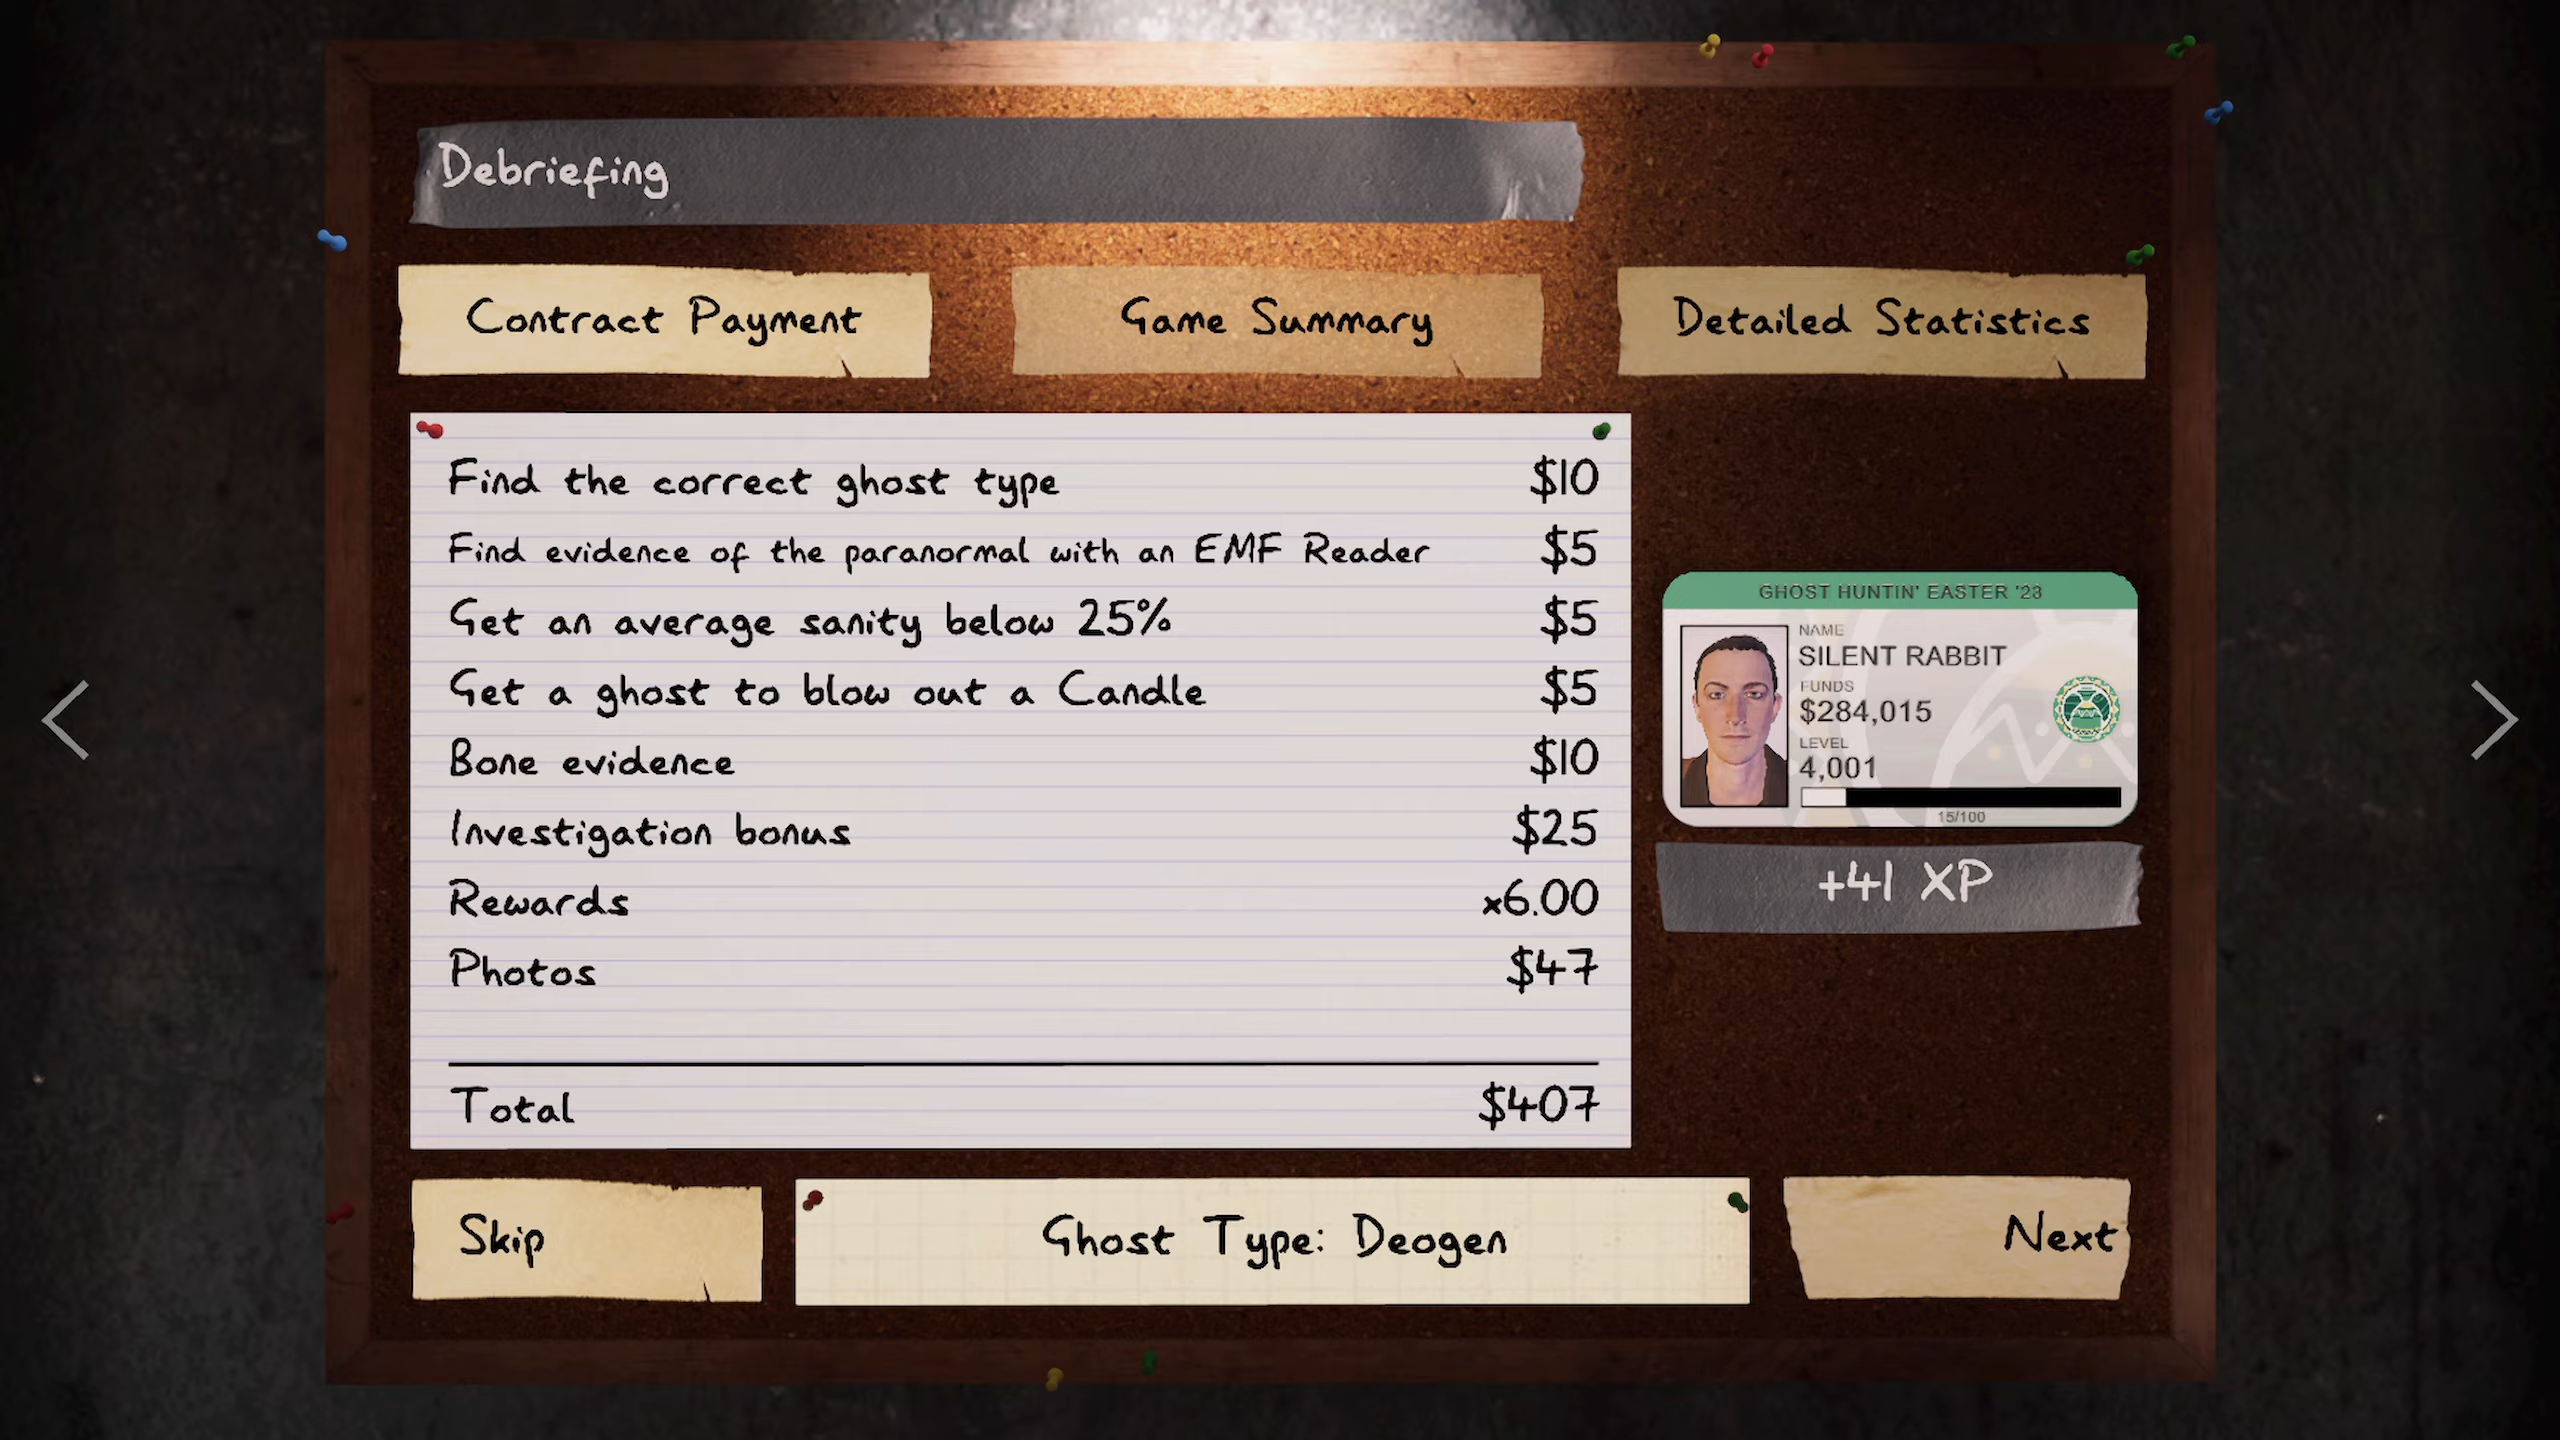 Debriefing
Contract Payment
Game Summary
Detailed Statistics
Find the correct ghost type $10
Find evidence of the paranormal with an EMF Reader $5
Get an average sanity below 25% $5
Get a ghost to blow out a Candle $5
Bone evidence $10
Investigation bonus $25
Rewards x6.00
Photos $47
Total $407
GHOST HUNTIN' EASTER '23
NAME
SILENT RABBIT
FUNDS
$284,015
LEVEL
4,001
15/100
+41 XP
Skip
Ghost Type: Deogen
Next